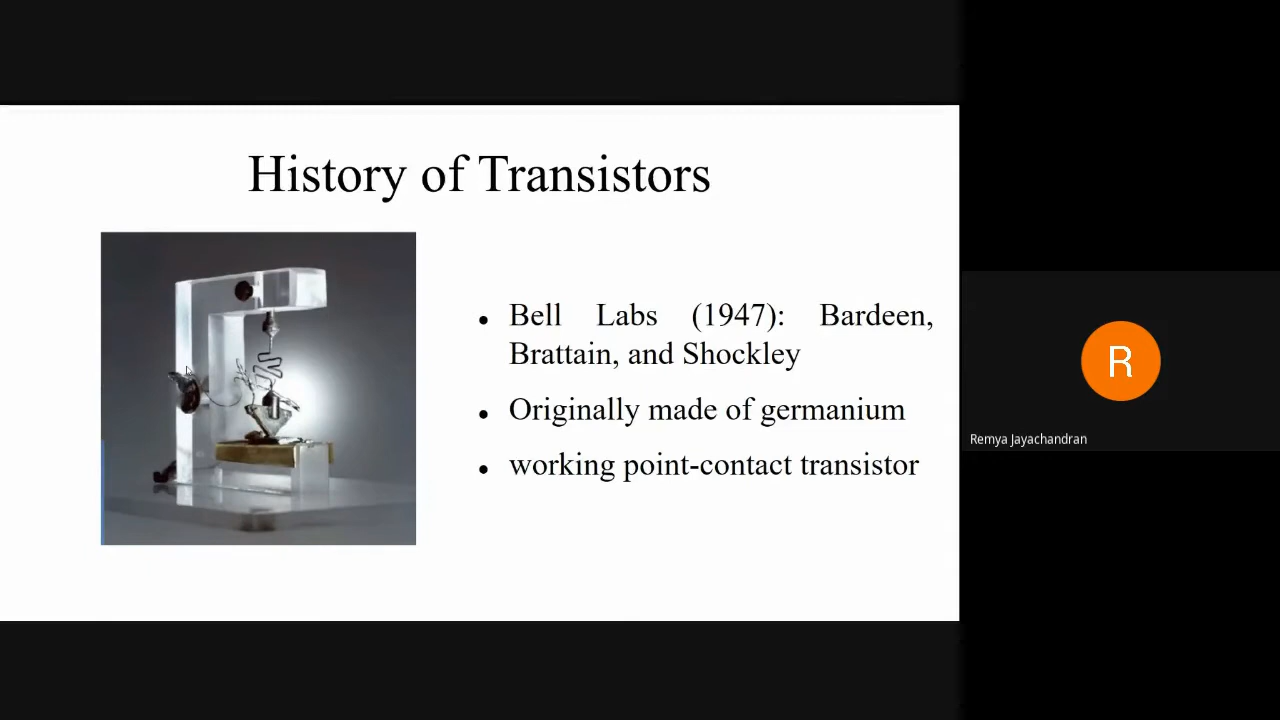 History of Transistors
• Bell Labs (1947): Bardeen,
Brattain, and Shockley
• Originally made of germanium
• working point-contact transistor
R
Remya Jayachandran